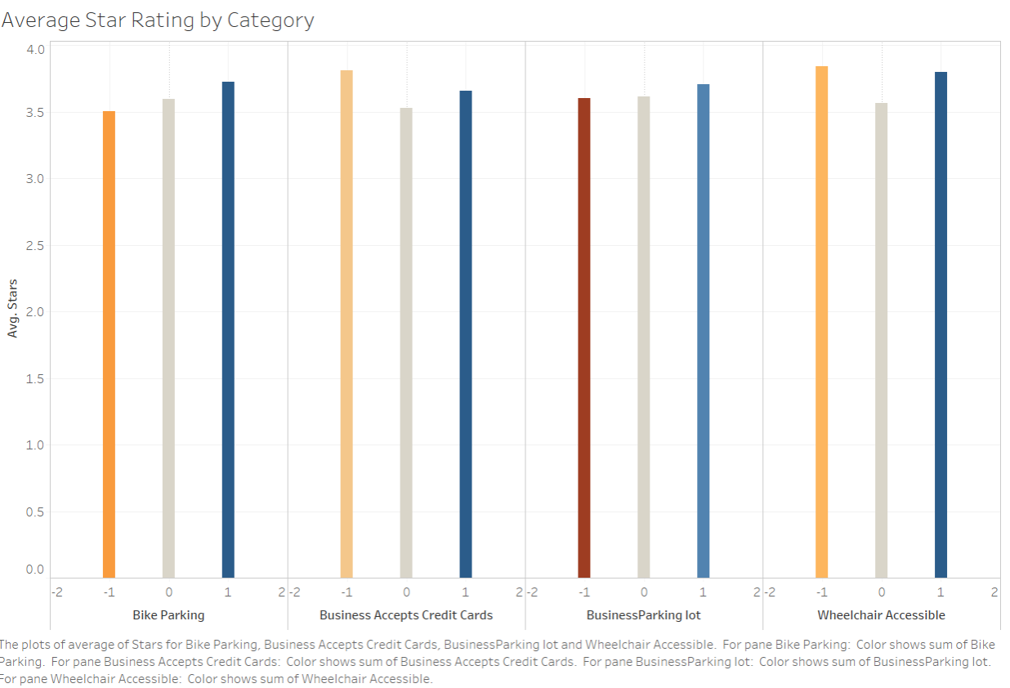 Average Star Rating by Category
4.0
3.5
3.0
2.5
2.0
1.5
1.0
0.5
0.0
Avg. Stars
-2 -1 0 1 2 -2 -1 0 1 2 -2 -1 0 1 2 -2 -1 0 1 2
Bike Parking Business Accepts Credit Cards BusinessParking lot Wheelchair Accessible
The plots of average of Stars for Bike Parking, Business Accepts Credit Cards, BusinessParking lot and Wheelchair Accessible. For pane Bike Parking: Color shows sum of Bike
Parking. For pane Business Accepts Credit Cards: Color shows sum of Business Accepts Credit Cards. For pane BusinessParking lot: Color shows sum of BusinessParking lot.
For pane Wheelchair Accessible: Color shows sum of Wheelchair Accessible.